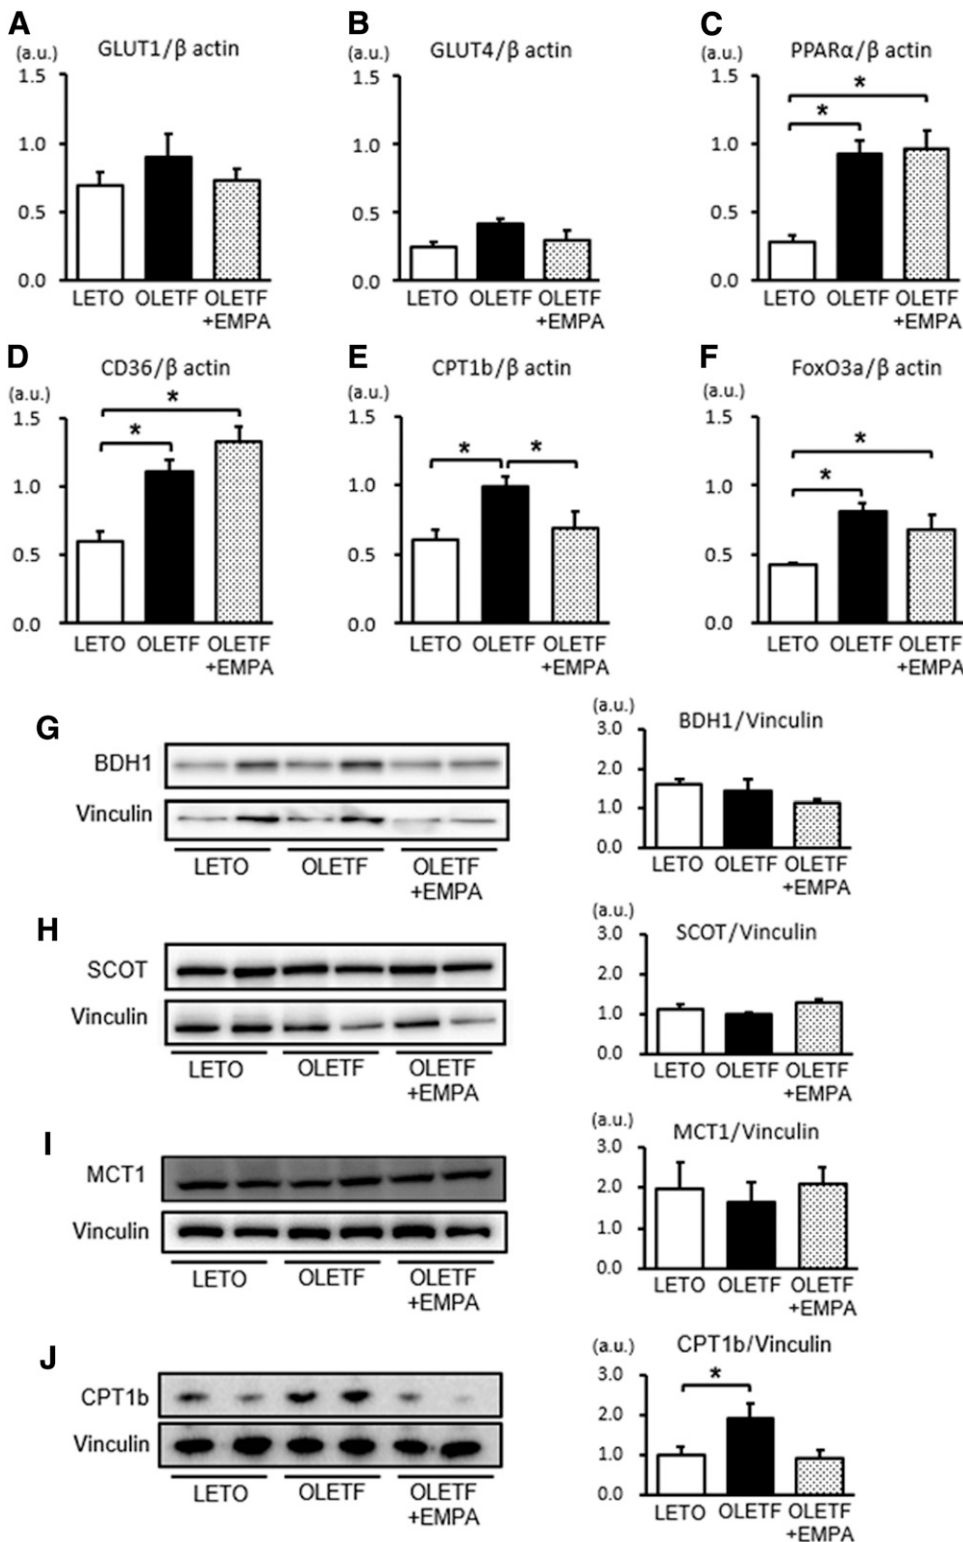 A
B
C
(a.u.) GLUT1/β actin
(a.u.) GLUT4/β actin
(a.u.) PPARα/β actin
1.5
1.0
0.5
0.0
LETO OLETF OLETF
+EMPA
1.5
1.0
0.5
0.0
LETO OLETF OLETF
+EMPA
1.5
1.0
0.5
0.0
* *
LETO OLETF OLETF
+EMPA
D
E
F
(a.u.) CD36/β actin
(a.u.) CPT1b/β actin
(a.u.) FoxO3a/β actin
1.5
1.0
0.5
0.0
* *
LETO OLETF OLETF
+EMPA
1.5
1.0
0.5
0.0
* *
LETO OLETF OLETF
+EMPA
1.5
1.0
0.5
0.0
* *
LETO OLETF OLETF
+EMPA
G
BDH1
Vinculin
LETO OLETF OLETF
+EMPA
(a.u.)
BDH1/Vinculin
3.0
2.0
1.0
0.0
LETO OLETF OLETF
+EMPA
H
SCOT
Vinculin
LETO OLETF OLETF
+EMPA
(a.u.)
SCOT/Vinculin
3.0
2.0
1.0
0.0
LETO OLETF OLETF
+EMPA
I
MCT1
Vinculin
LETO OLETF OLETF
+EMPA
(a.u.)
MCT1/Vinculin
3.0
2.0
1.0
0.0
LETO OLETF OLETF
+EMPA
J
CPT1b
Vinculin
LETO OLETF OLETF
+EMPA
(a.u.)
CPT1b/Vinculin
3.0
2.0
1.0
0.0
*
LETO OLETF OLETF
+EMPA